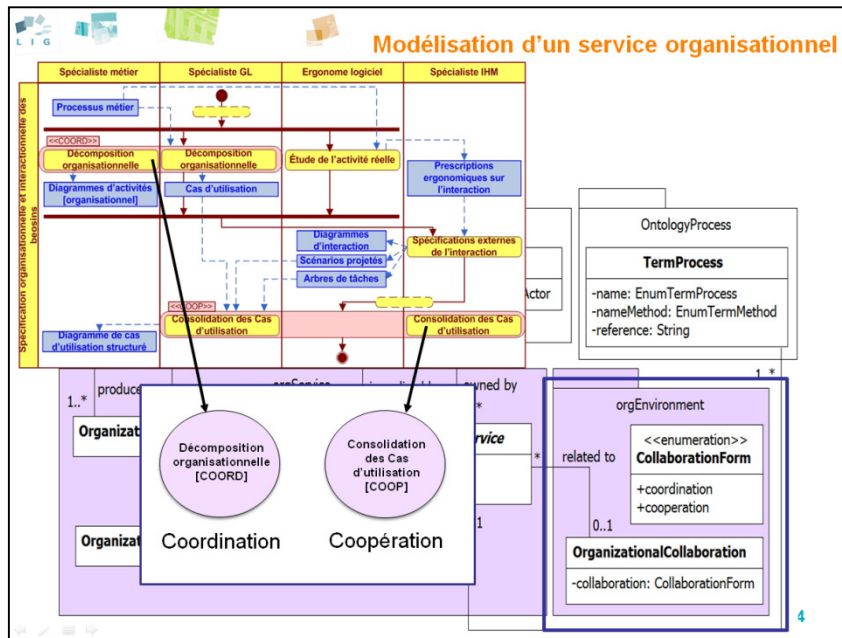 L I G
Modélisation d'un service organisationnel
Spécialiste métier
Spécialiste GL
Ergonome logiciel
Spécialiste IHM
Spécification organisationnelle et interactionnelle des
besoins
Processus métier
<<COORD>>
Décomposition
organisationnelle
Décomposition
organisationnelle
Étude de l'activité réelle
Prescriptions
ergonomiques sur
l'interaction
Diagrammes d'activités
[organisationnel]
Cas d'utilisation
Diagrammes
d'interaction
Spécifications externes
de l'interaction
Scénarios projetés
Arbres de tâches
<<COOP>>
Consolidation des Cas
d'utilisation
Consolidation des Cas
d'utilisation
Diagramme de cas
d'utilisation structuré
Actor
OntologyProcess
TermProcess
-name: EnumTermProcess
-nameMethod: EnumTermMethod
-reference: String
1..*
produce
owned by
1..*
*
Organiz
Organiza
Décomposition
organisationnelle
[COORD]
Consolidation
des Cas
d'utilisation
[COOP]
Coordination
Coopération
rvice
*
1
related to
0..1
orgEnvironment
<<enumeration>>
CollaborationForm
+coordination
+cooperation
OrganizationalCollaboration
-collaboration: CollaborationForm
4